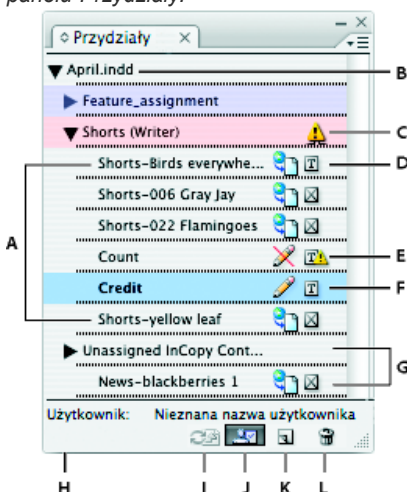 panelu Przydziały.
Przydziały
April.indd
B
Feature_assignment
Shorts (Writer)
C
Shorts-Birds everywhe...
D
Shorts-006 Gray Jay
Shorts-022 Flamingoes
A
Count
E
Credit
F
Shorts-yellow leaf
Unassigned InCopy Cont...
G
News-blackberries 1
Użytkownik: Nieznana nazwa użytkownika
H I J K L